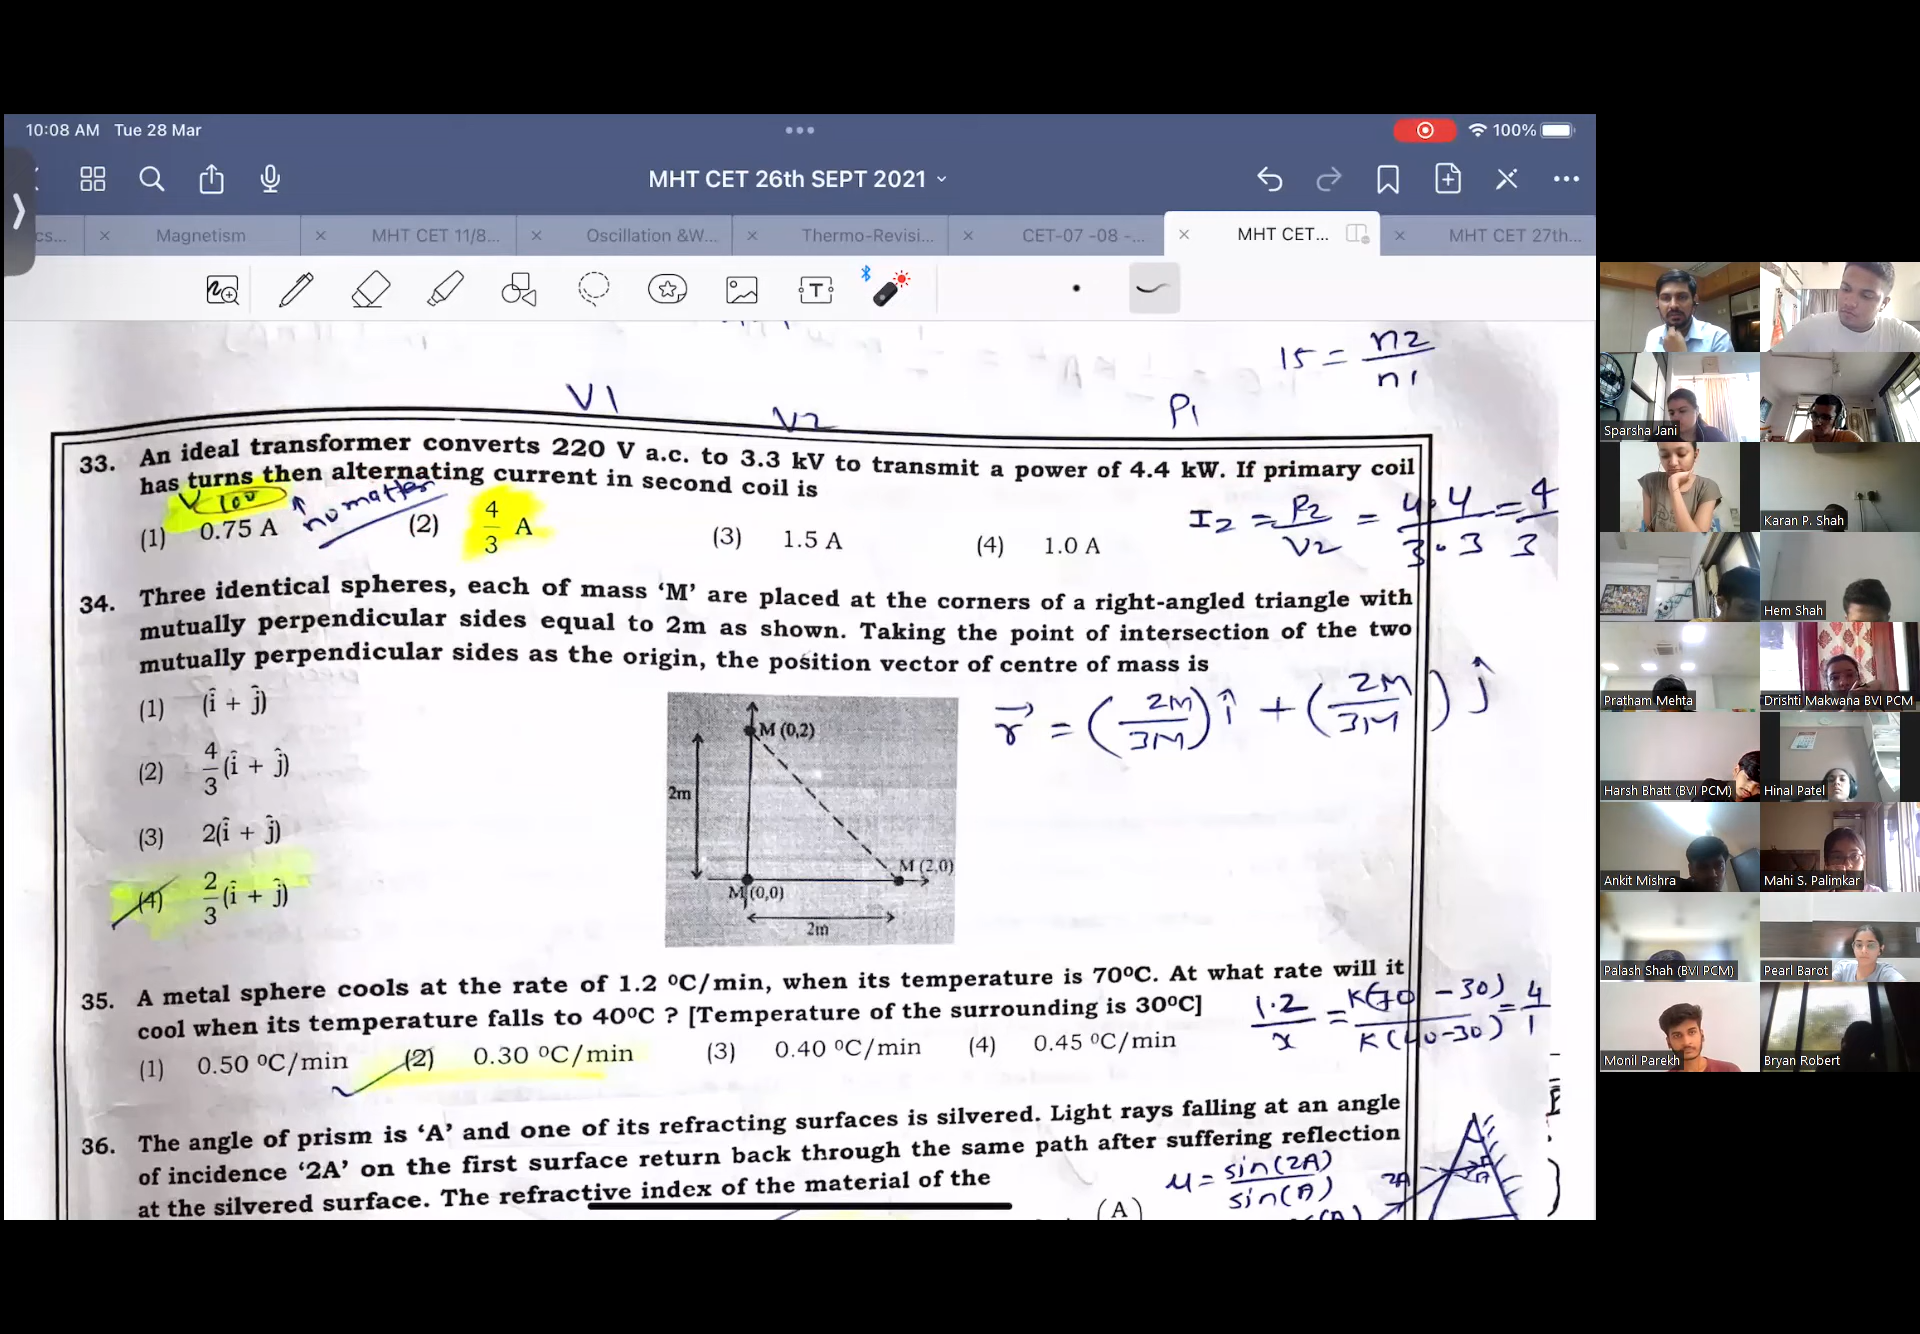 10:08 AM Tue 28 Mar
100%
MHT CET 26th SEPT 2021
cs...
Magnetism
MHT CET 11/8...
Oscillation &W...
Thermo-Revisi...
CET-07 -08 -...
MHT CET...
MHT CET 27th...
15 = n2/n1
V1
V2
P1
33. An ideal transformer converts 220 V a.c. to 3.3 kV to transmit a power of 4.4 kW. If primary coil
has turns then alternating current in second coil is
100
no matter
(1) 0.75 A (2) 4/3 A (3) 1.5 A (4) 1.0 A
I2 = P2/V2 = 4.4/3.3 = 4/3
34. Three identical spheres, each of mass ‘M’ are placed at the corners of a right-angled triangle with
mutually perpendicular sides equal to 2m as shown. Taking the point of intersection of the two
mutually perpendicular sides as the origin, the position vector of centre of mass is
(1) (î + ĵ)
(2) 4/3 (î + ĵ)
(3) 2(î + ĵ)
(4) 2/3 (î + ĵ)
M (0,2)
2m
M (2,0)
M (0,0)
2m
r⃗ = (2M/3M) î + (2M/3M) ĵ
35. A metal sphere cools at the rate of 1.2 ⁰C/min, when its temperature is 70⁰C. At what rate will it
cool when its temperature falls to 40⁰C ? [Temperature of the surrounding is 30⁰C]
(1) 0.50 ⁰C/min (2) 0.30 ⁰C/min (3) 0.40 ⁰C/min (4) 0.45 ⁰C/min
1.2/x = K(70 - 30)/K(40-30) = 4/1
36. The angle of prism is ‘A’ and one of its refracting surfaces is silvered. Light rays falling at an angle
of incidence ‘2A’ on the first surface return back through the same path after suffering reflection
at the silvered surface. The refractive index of the material of the
μ = sin(2A)/sin(A)
2A
A
(A)
Sparsha Jani
Karan P. Shah
Hem Shah
Pratham Mehta
Drishti Makwana BVI PCM
Harsh Bhatt (BVI PCM)
Hinal Patel
Ankit Mishra
Mahi S. Palimkar
Palash Shah (BVI PCM)
Pearl Barot
Monil Parekh
Bryan Robert